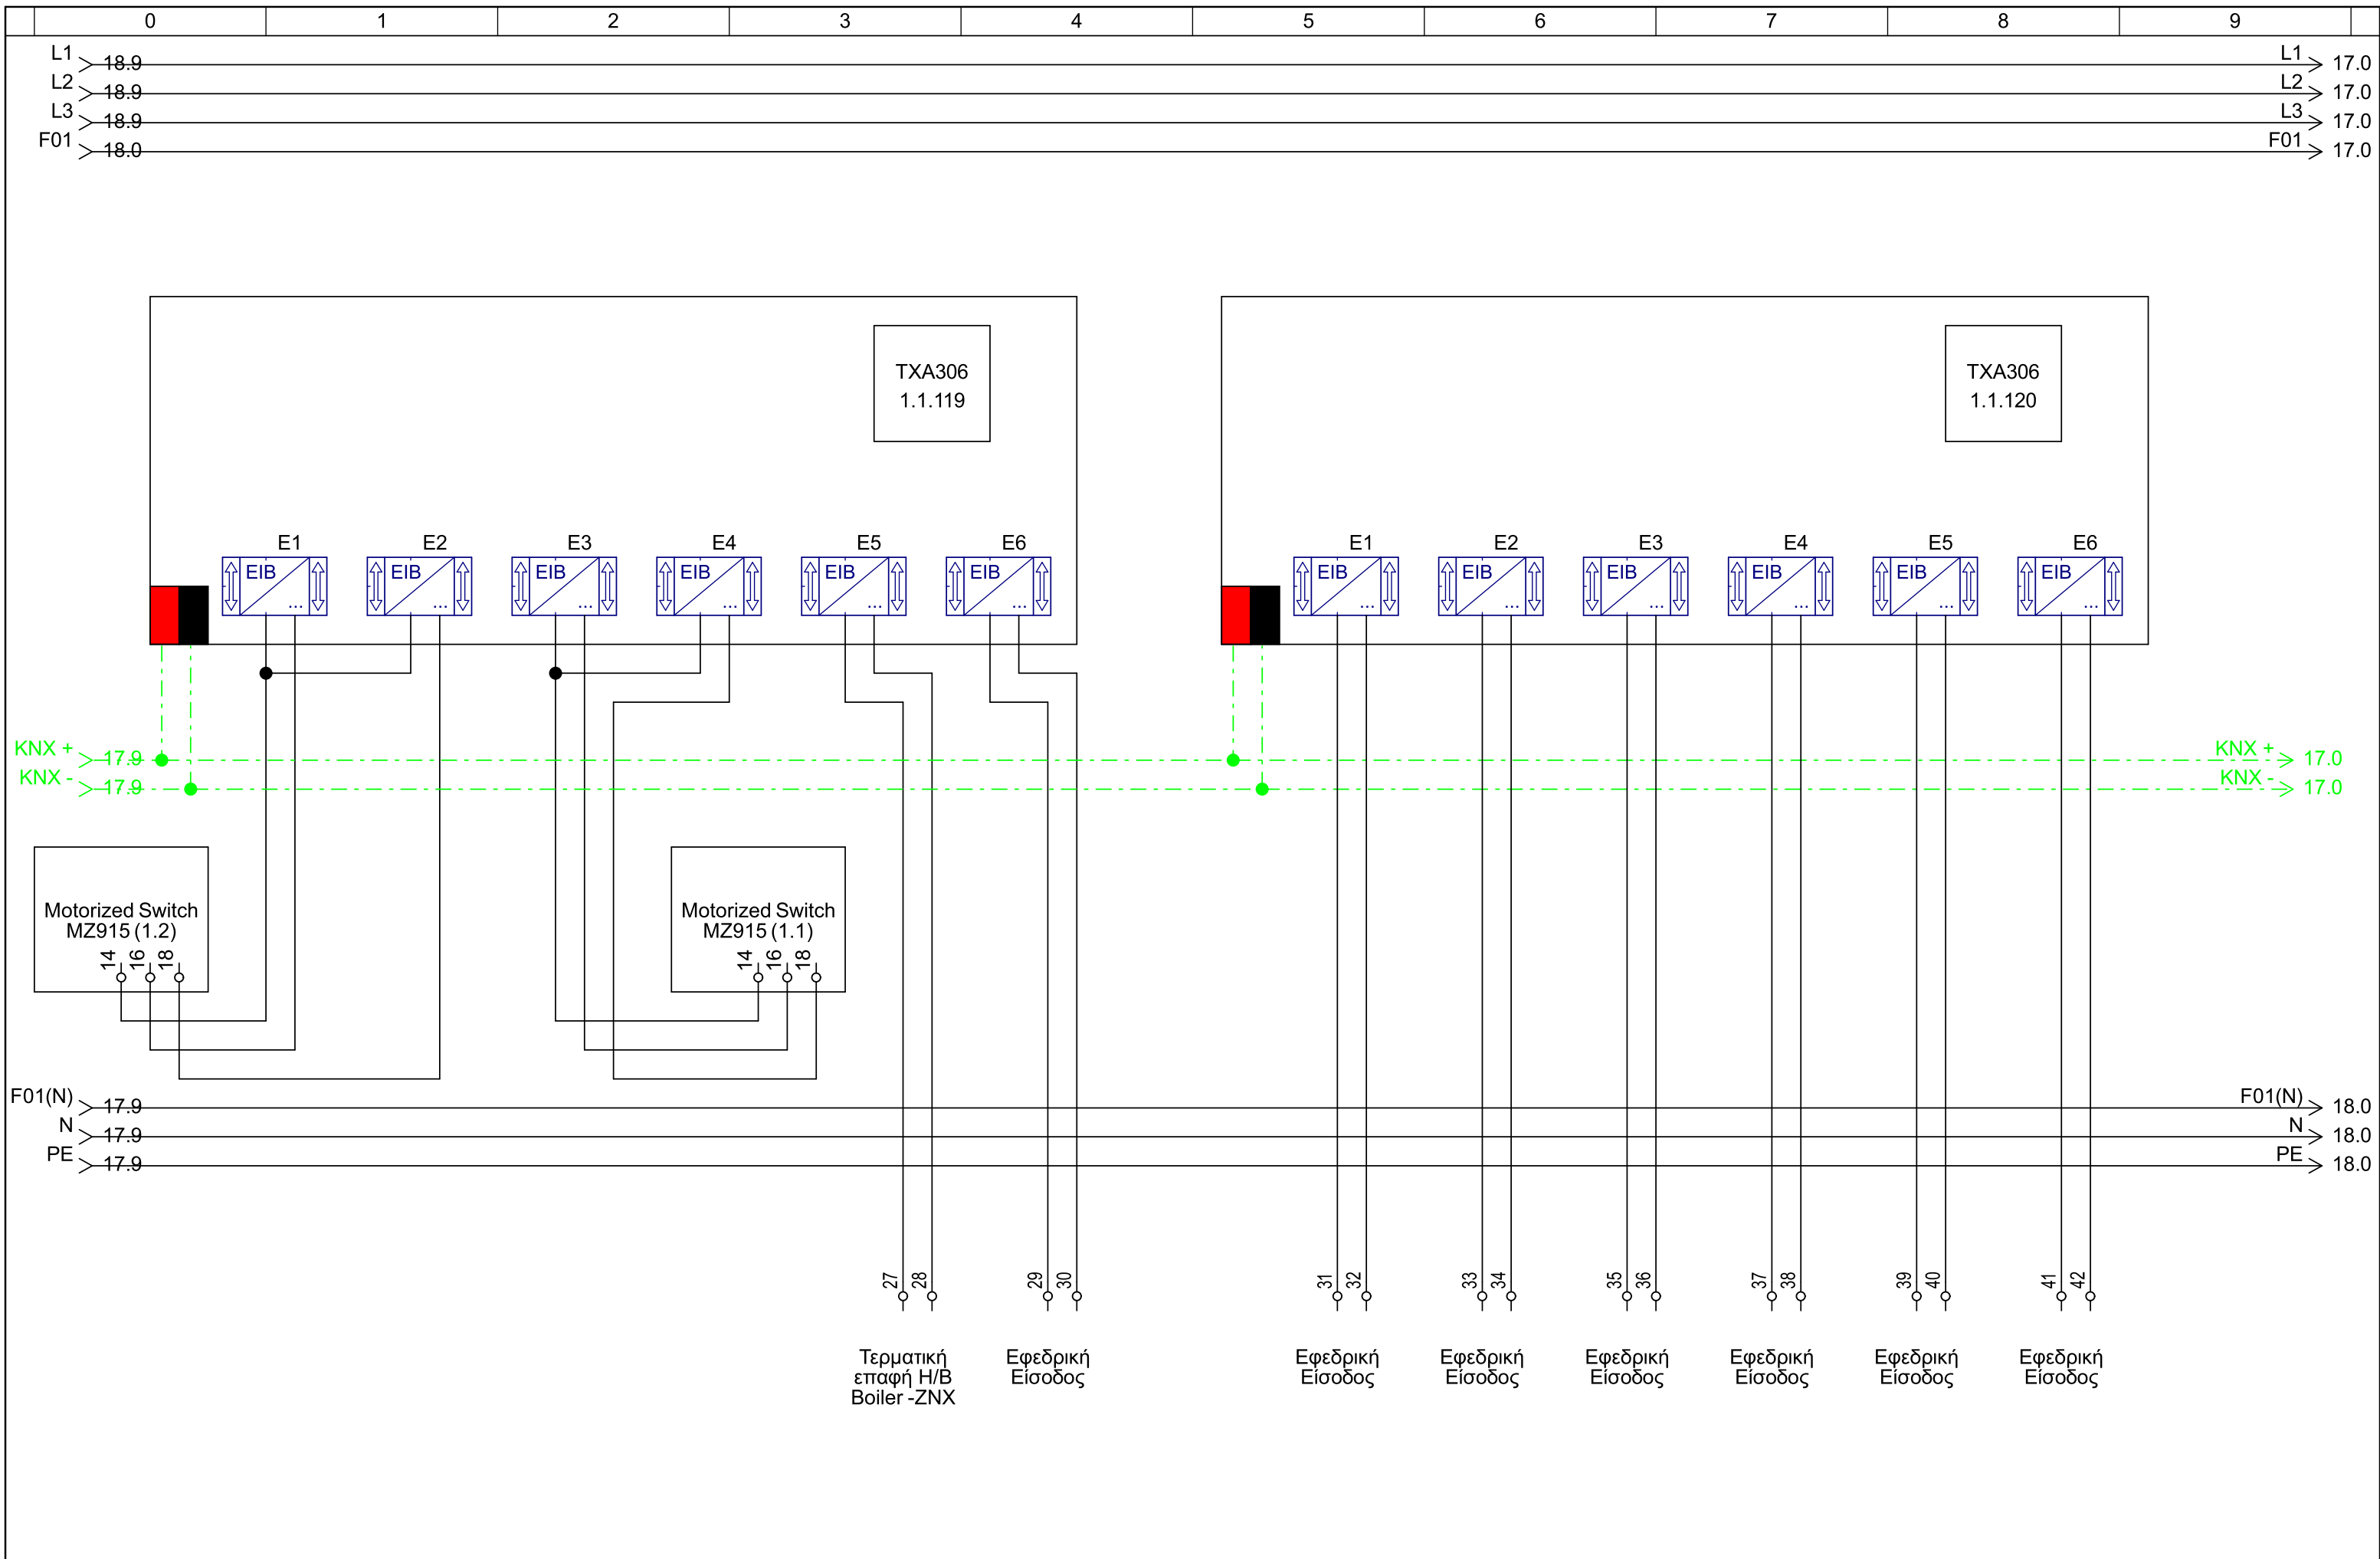 0 1 2 3 4 5 6 7 8 9
L1 18.9 L1 17.0
L2 18.9 L2 17.0
L3 18.9 L3 17.0
F01 18.0 F01 17.0
TXA306
1.1.119
TXA306
1.1.120
E1 E2 E3 E4 E5 E6
E1 E2 E3 E4 E5 E6
EIB EIB EIB EIB EIB EIB
... ... ... ... ... ...
EIB EIB EIB EIB EIB EIB
... ... ... ... ... ...
KNX + 17.9 KNX + 17.0
KNX - 17.9 KNX - 17.0
Motorized Switch
MZ915 (1.2)
14 16 18
Motorized Switch
MZ915 (1.1)
14 16 18
F01(N) 17.9 F01(N) 18.0
N 17.9 N 18.0
PE 17.9 PE 18.0
27 28 29 30 31 32 33 34 35 36 37 38 39 40 41 42
Τερματική
επαφή Η/Β
Boiler -ZNX
Εφεδρική
Είσοδος
Εφεδρική
Είσοδος
Εφεδρική
Είσοδος
Εφεδρική
Είσοδος
Εφεδρική
Είσοδος
Εφεδρική
Είσοδος
Εφεδρική
Είσοδος